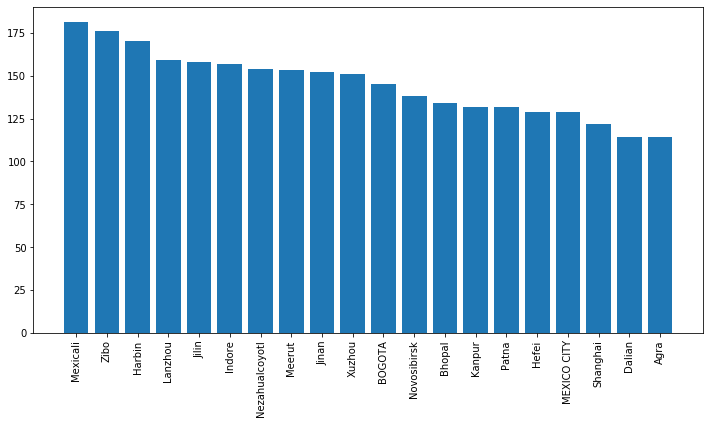 175
150
125
100
75
50
25
0
Mexicali
Zibo
Harbin
Lanzhou
Jilin
Indore
Nezahualcoyotl
Meerut
Jinan
Xuzhou
BOGOTA
Novosibirsk
Bhopal
Kanpur
Patna
Hefei
MEXICO CITY
Shanghai
Dalian
Agra